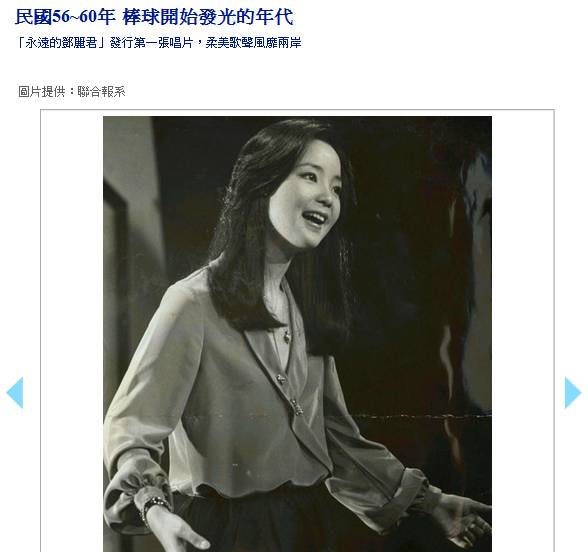 民國56~60年 棒球開始發光的年代
「永遠的鄧麗君」發行第一張唱片，柔美歌聲風靡兩岸
圖片提供：聯合報系